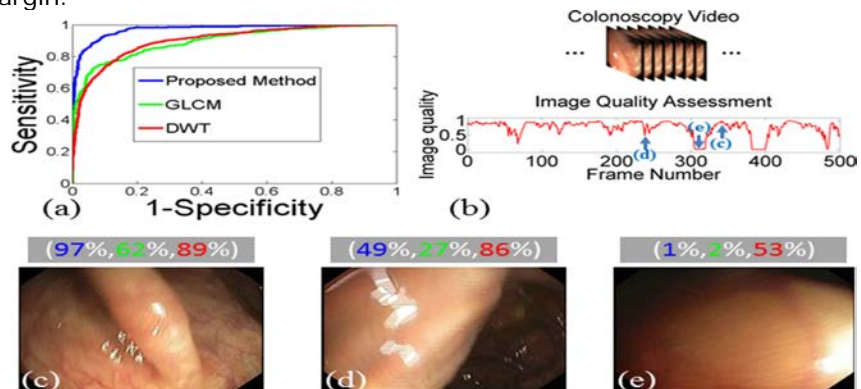 argin.
1
0.8
0.6
0.4
0.2
0
0 0.2 0.4 0.6 0.8 1
Sensitivity
Proposed Method
GLCM
DWT
(a) 1-Specificity
Colonoscopy Video
... ...
Image Quality Assessment
Image quality
1
0.5
0
(e)
(d) (c)
0 100 200 300 400 500
(b) Frame Number
(97%,62%,89%) (49%,27%,86%) (1%,2%,53%)
(c) (d) (e)